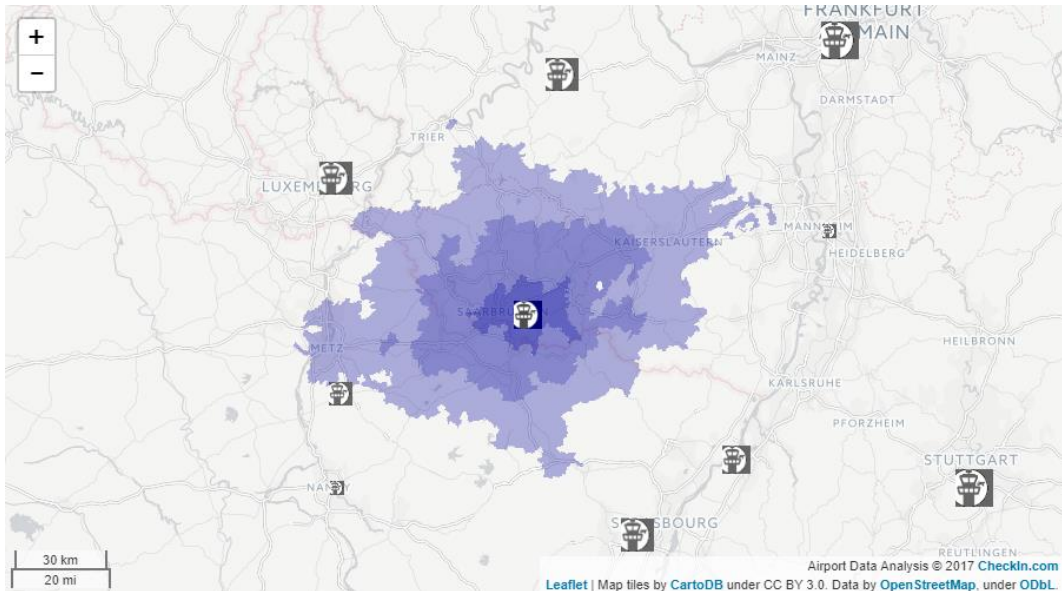 FRANKFURT
AM MAIN
+
−
MAINZ
DARMSTADT
TRIER
LUXEMBOURG
MANNHEIM
KAISERSLAUTERN
HEIDELBERG
SAARBRÜCKEN
HEILBRONN
METZ
KARLSRUHE
PFORZHEIM
STUTTGART
NANCY
STRASBOURG
REUTLINGEN
30 km
20 mi
Airport Data Analysis © 2017 CheckIn.com
Leaflet | Map tiles by CartoDB under CC BY 3.0. Data by OpenStreetMap, under ODbL.